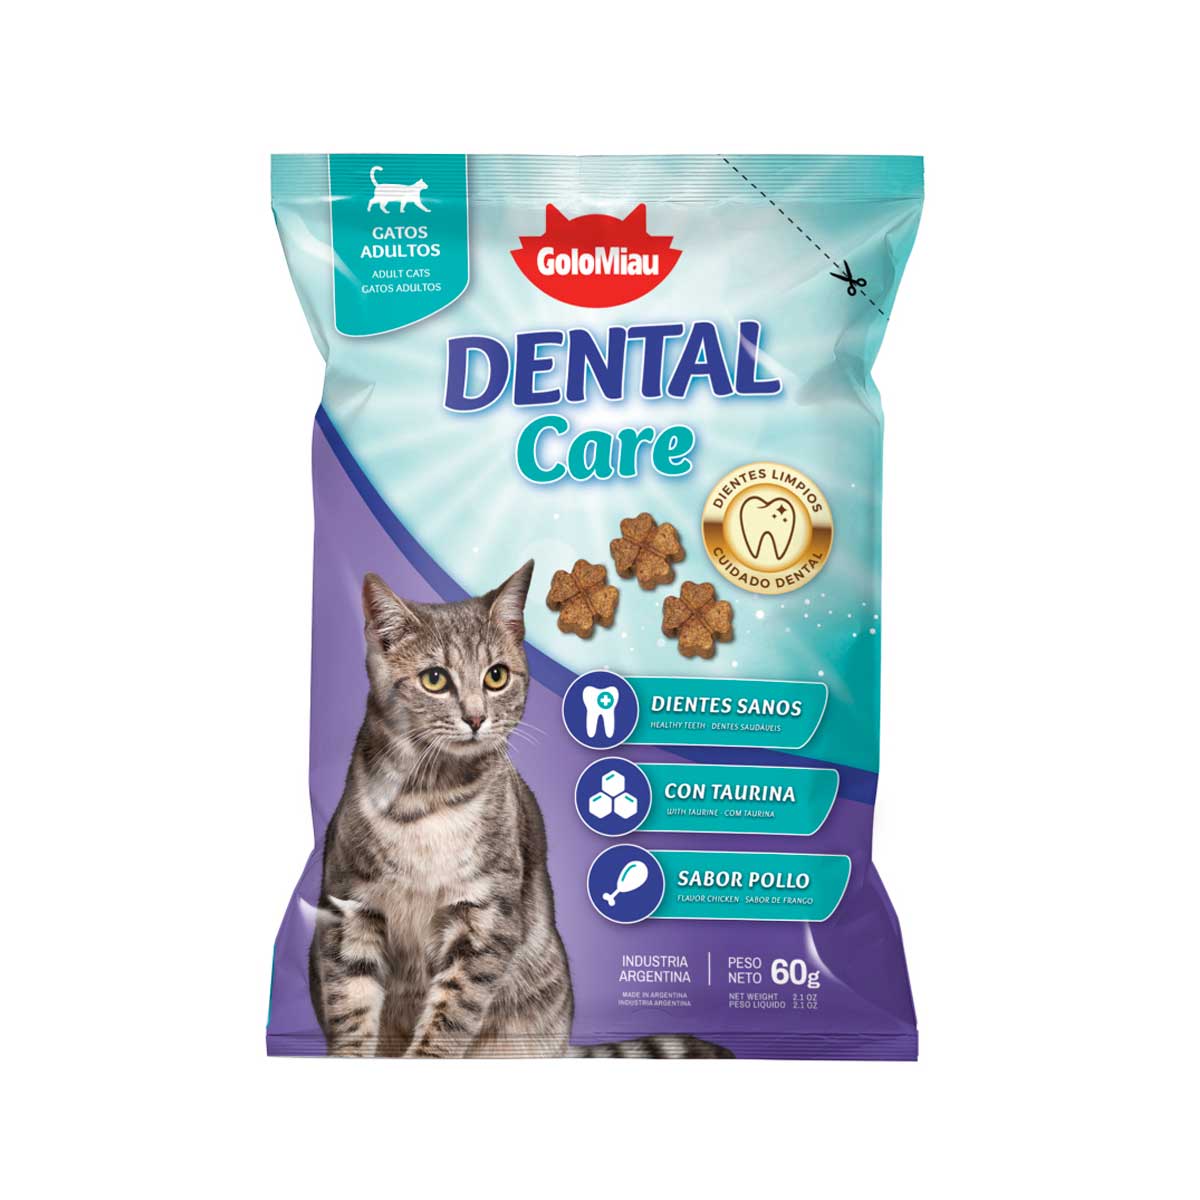 GATOS
ADULTOS
ADULT CATS
GATOS ADULTOS
GoloMiau
DENTAL
Care
DIENTES LIMPIOS
CUIDADO DENTAL
DIENTES SANOS
HEALTHY TEETH - DENTES SAUDÁVEIS
CON TAURINA
WITH TAURINE - COM TAURINA
SABOR POLLO
FLAVOR CHICKEN SABOR DE FRANGO
INDUSTRIA
ARGENTINA
MADE IN ARGENTINA
INDUSTRIA ARGENTINA
PESO
NETO 60g
NET WEIGHT 2.1 OZ
PESO LIQUIDO 2.1 OZ